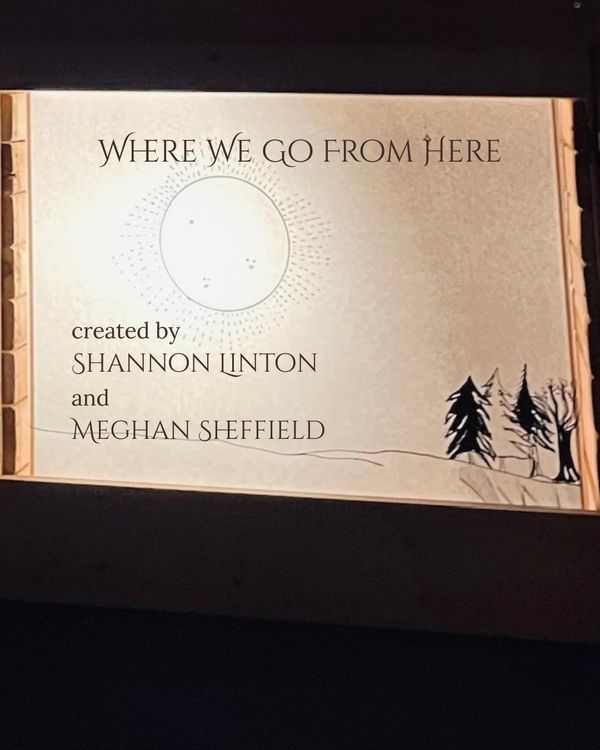 Where We Go From Here
created by
Shannon Linton
and
Meghan Sheffield